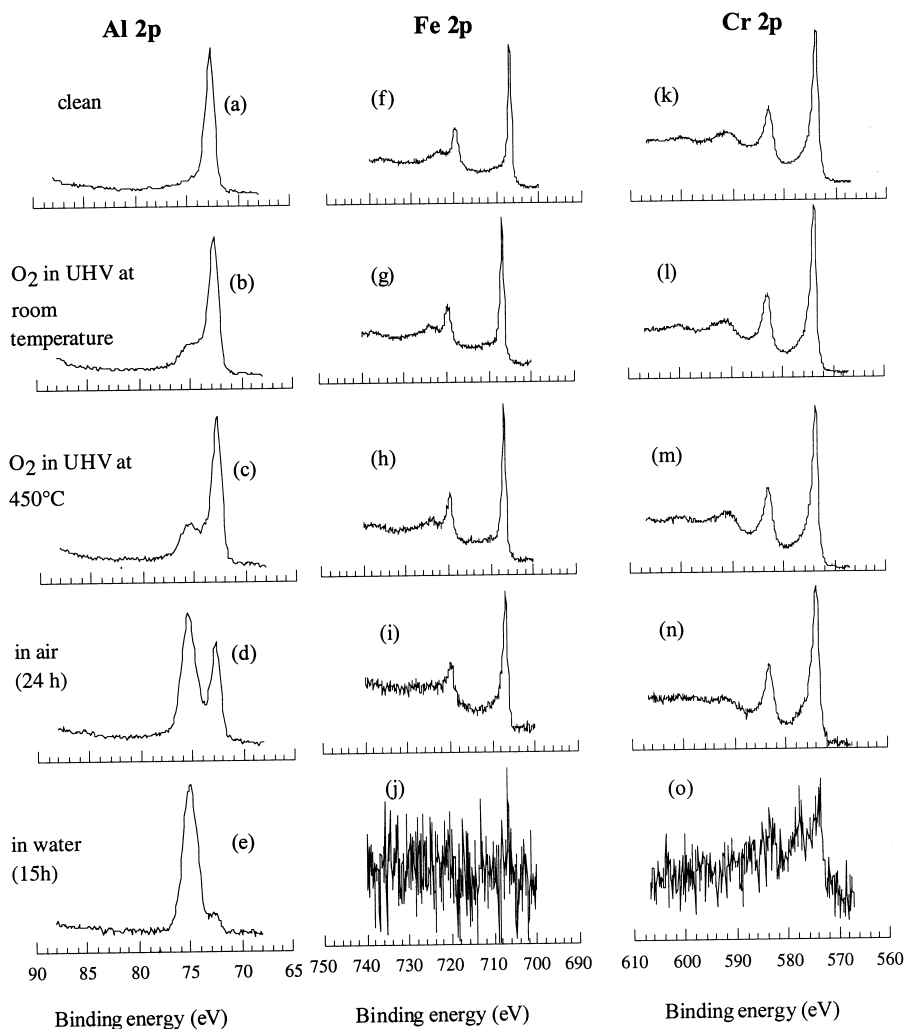 Al 2p Fe 2p Cr 2p
clean (a) (f) (k)
O2 in UHV at
room
temperature
(b) (g) (l)
O2 in UHV at
450°C
(c) (h) (m)
in air
(24 h)
(d) (i) (n)
in water
(15h)
(e) (j) (o)
90 85 80 75 70 65 750 740 730 720 710 700 690 610 600 590 580 570 560
Binding energy (eV) Binding energy (eV) Binding energy (eV)